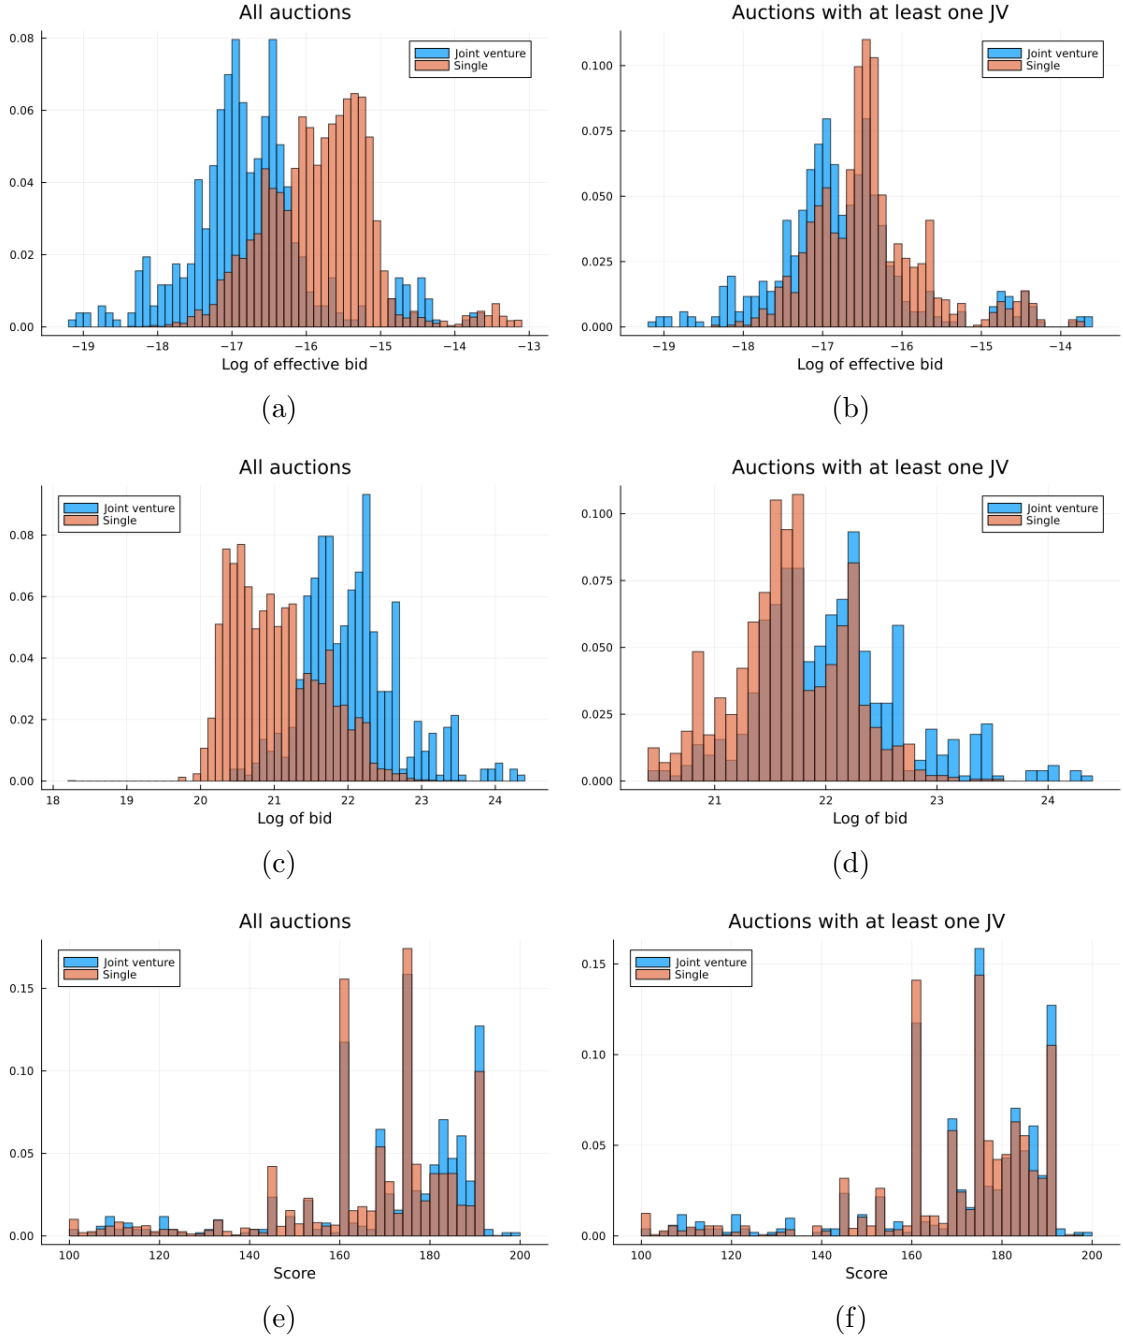 All auctions
0.08
0.06
0.04
0.02
0.00
Joint venture
Single
−19 −18 −17 −16 −15 −14 −13
Log of effective bid
(a)
Auctions with at least one JV
0.100
0.075
0.050
0.025
0.000
Joint venture
Single
−19 −18 −17 −16 −15 −14
Log of effective bid
(b)
All auctions
0.08
0.06
0.04
0.02
0.00
Joint venture
Single
18 19 20 21 22 23 24
Log of bid
(c)
Auctions with at least one JV
0.100
0.075
0.050
0.025
0.000
Joint venture
Single
21 22 23 24
Log of bid
(d)
All auctions
0.15
0.10
0.05
0.00
Joint venture
Single
100 120 140 160 180 200
Score
(e)
Auctions with at least one JV
0.15
0.10
0.05
0.00
Joint venture
Single
100 120 140 160 180 200
Score
(f)